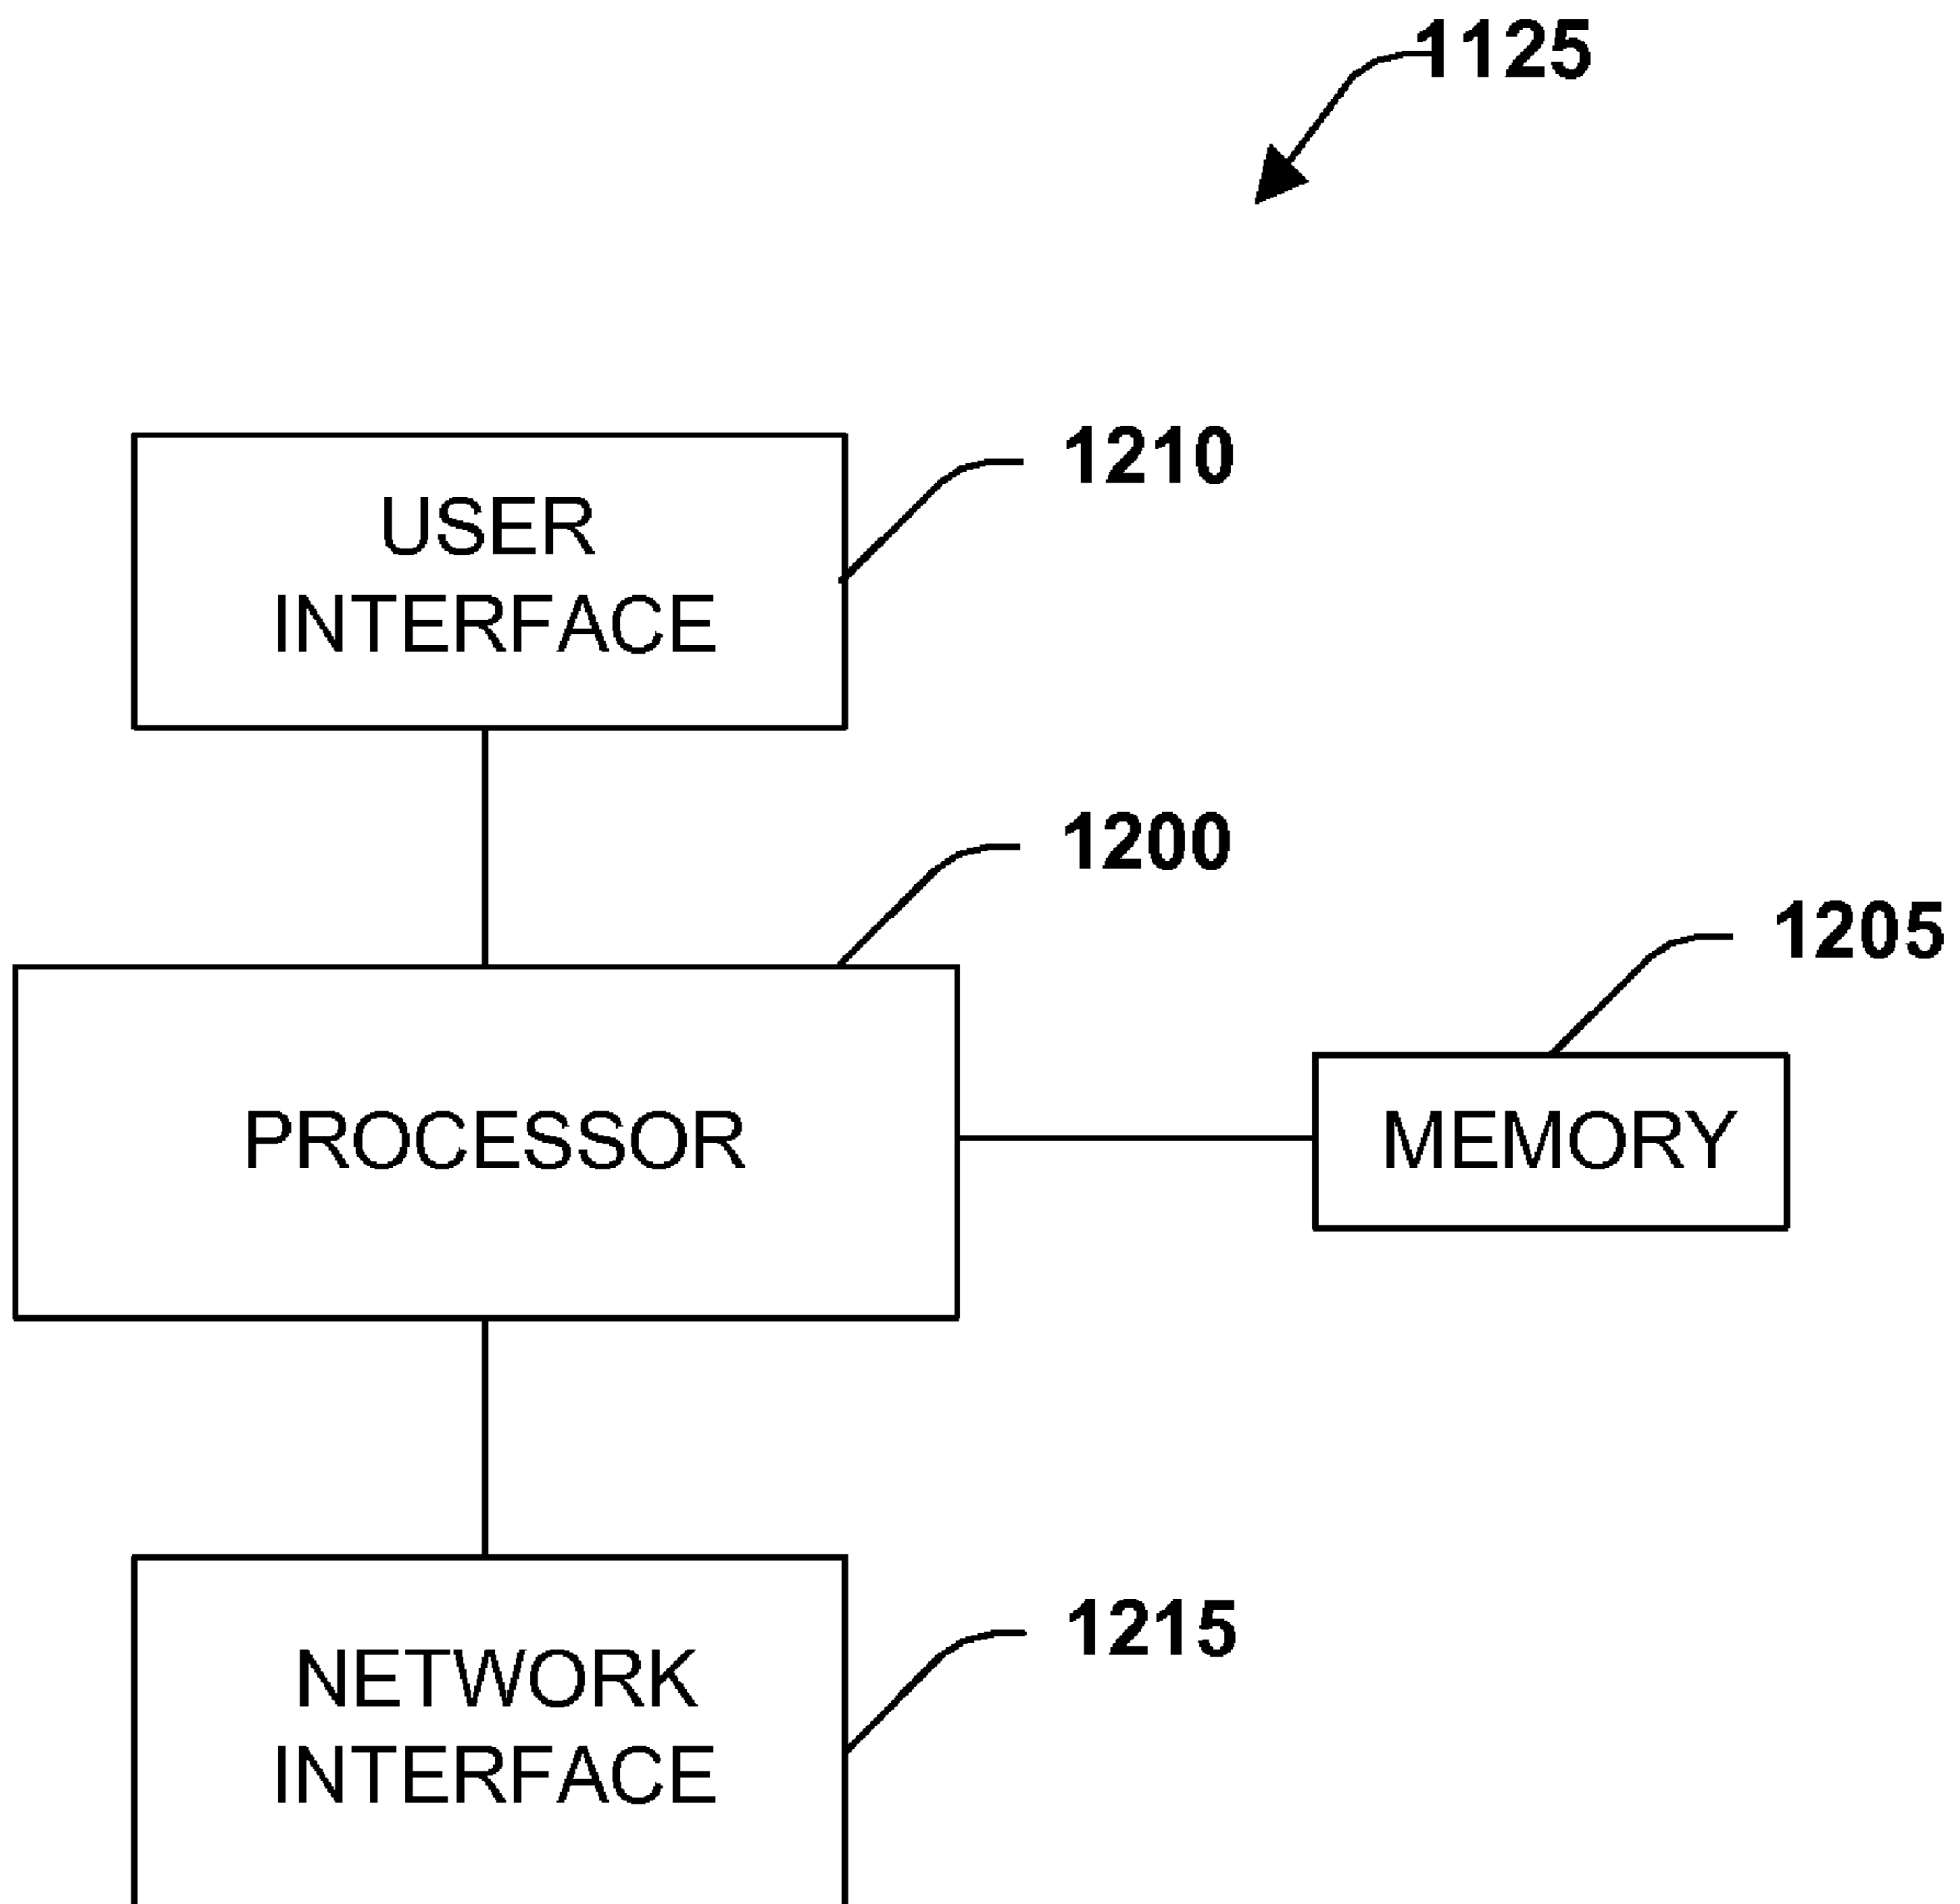 1125
1210
USER
INTERFACE
1200
1205
PROCESSOR
MEMORY
1215
NETWORK
INTERFACE